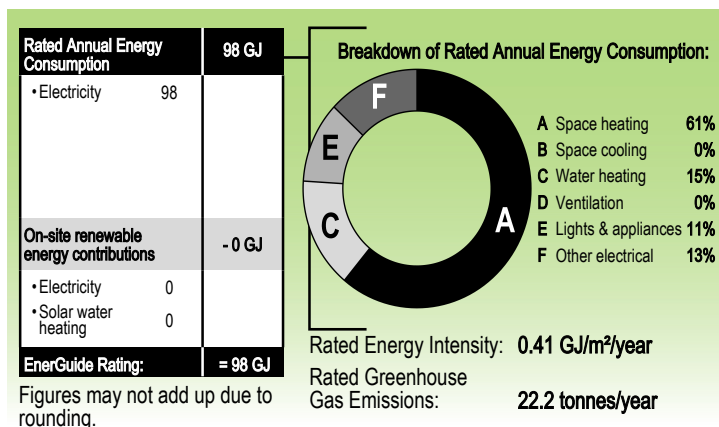 Rated Annual Energy
Consumption
98 GJ
• Electricity 98
On-site renewable
energy contributions
- 0 GJ
• Electricity 0
• Solar water
heating 0
EnerGuide Rating: = 98 GJ
Figures may not add up due to
rounding.
Breakdown of Rated Annual Energy Consumption:
F
E
C
A
A Space heating 61%
B Space cooling 0%
C Water heating 15%
D Ventilation 0%
E Lights & appliances 11%
F Other electrical 13%
Rated Energy Intensity: 0.41 GJ/m²/year
Rated Greenhouse
Gas Emissions: 22.2 tonnes/year